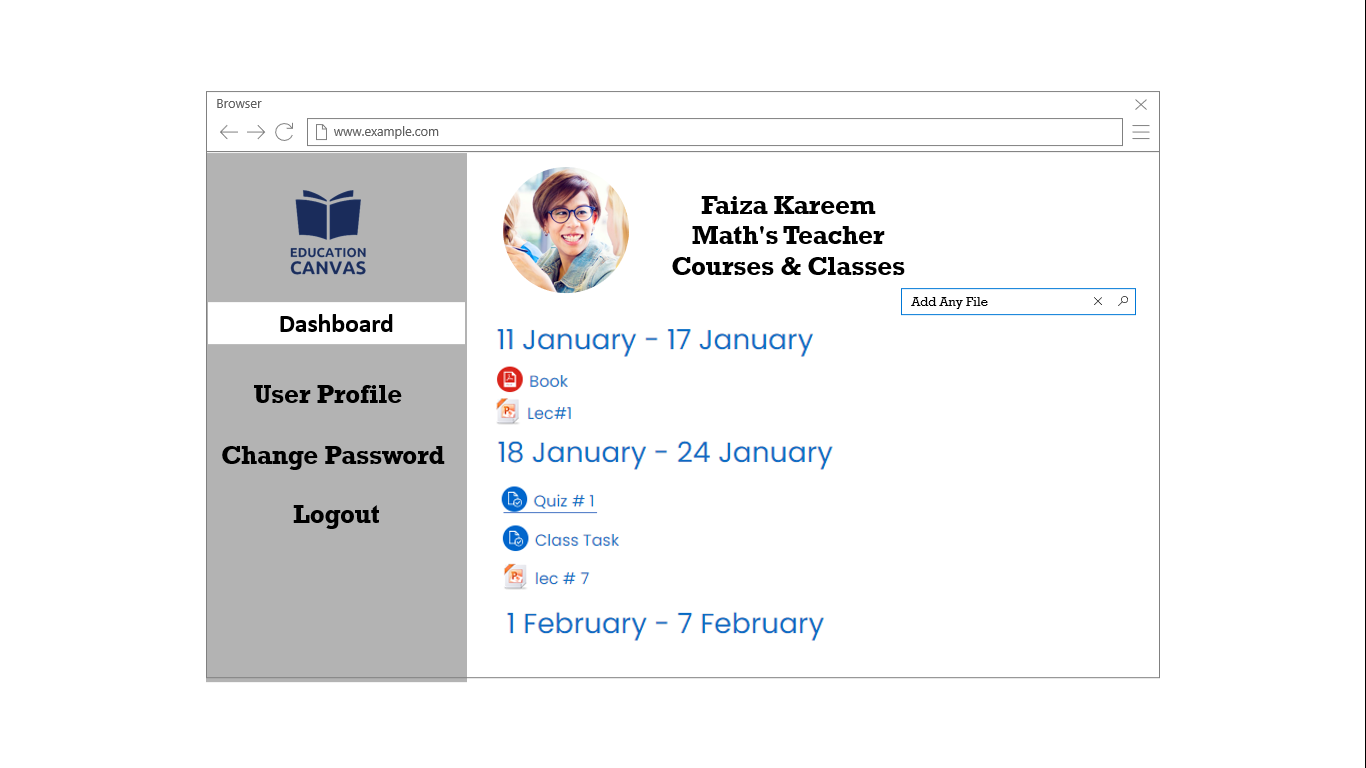 Browser
www.example.com
EDUCATION
CANVAS
Dashboard
User Profile
Change Password
Logout
Faiza Kareem
Math's Teacher
Courses & Classes
Add Any File
11 January - 17 January
Book
Lec#1
18 January - 24 January
Quiz # 1
Class Task
lec # 7
1 February - 7 February